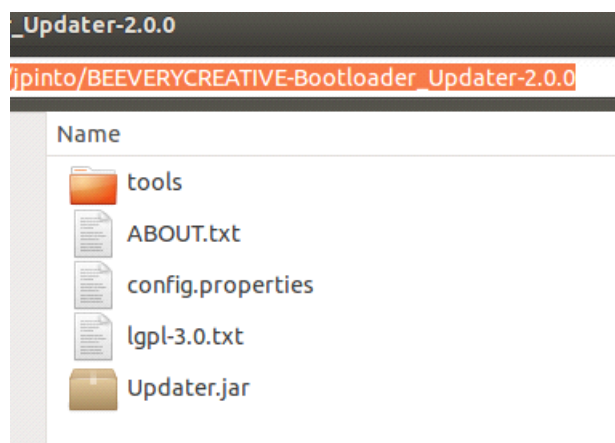 _Updater-2.0.0
/jpinto/BEEVERYCREATIVE-Bootloader_Updater-2.0.0
Name
tools
ABOUT.txt
config.properties
lgpl-3.0.txt
Updater.jar